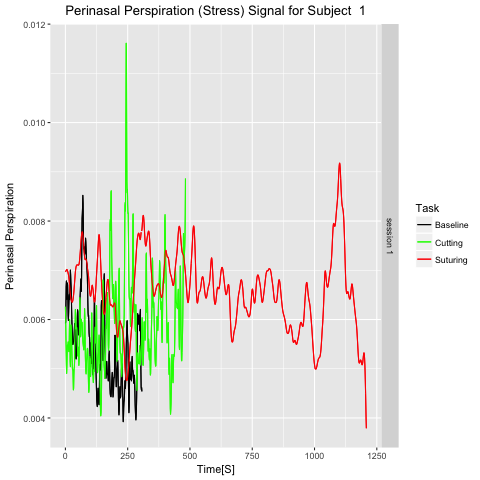 Perinasal Perspiration (Stress) Signal for Subject 1
0.012
0.010
0.008
0.006
0.004
Perinasal Perspiration
0
250
500
750
1000
1250
Time[S]
session 1
Task
Baseline
Cutting
Suturing